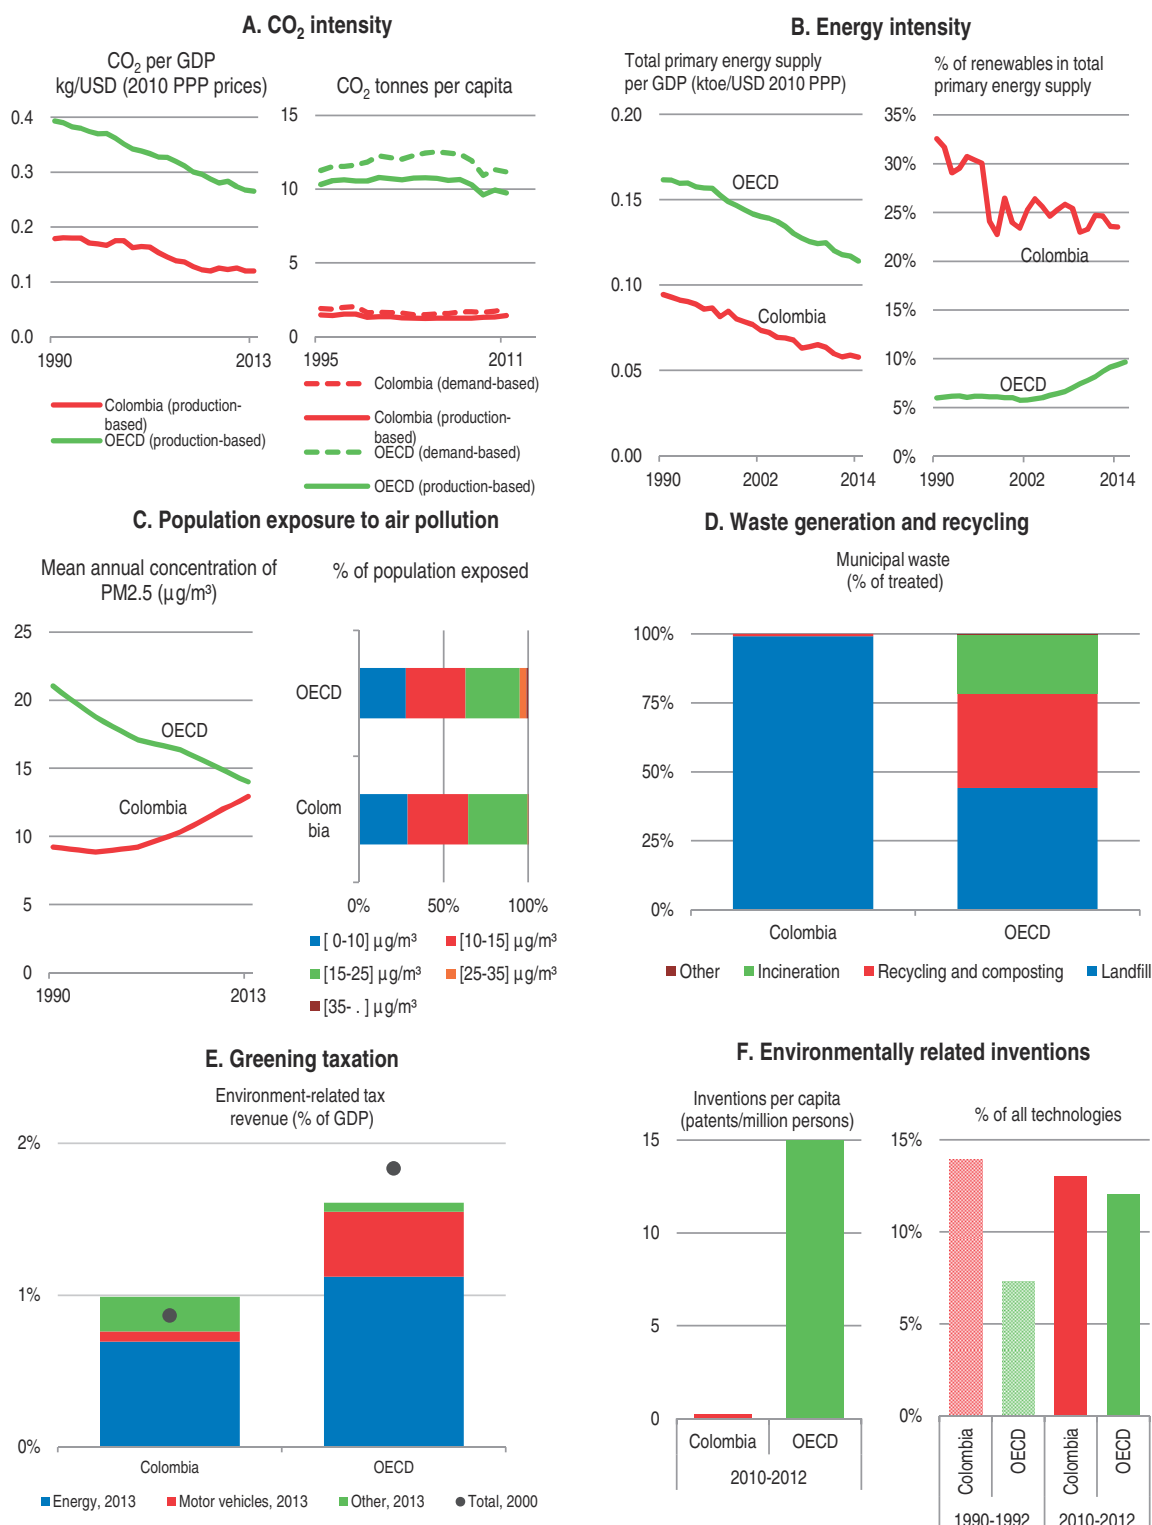 A. CO₂ intensity
CO₂ per GDP
kg/USD (2010 PPP prices)
0.4
0.3
0.2
0.1
0.0
1990
2013
Colombia (production-
based)
OECD (production-based)
CO₂ tonnes per capita
15
10
5
0
1995
2011
Colombia (demand-based)
Colombia (production-
based)
OECD (demand-based)
OECD (production-based)
B. Energy intensity
Total primary energy supply
per GDP (ktoe/USD 2010 PPP)
0.20
0.15
0.10
0.05
0.00
OECD
Colombia
1990
2002
2014
% of renewables in total
primary energy supply
35%
30%
25%
20%
15%
10%
5%
0%
Colombia
OECD
1990
2002
2014
C. Population exposure to air pollution
Mean annual concentration of
PM2.5 (µg/m³)
25
20
15
10
5
0
OECD
Colombia
1990
2013
% of population exposed
OECD
Colom
bia
0%
50%
100%
[ 0-10] µg/m³
[10-15] µg/m³
[15-25] µg/m³
[25-35] µg/m³
[35- . ] µg/m³
D. Waste generation and recycling
Municipal waste
(% of treated)
100%
75%
50%
25%
0%
Colombia
OECD
Other
Incineration
Recycling and composting
Landfill
E. Greening taxation
Environment-related tax
revenue (% of GDP)
2%
1%
0%
Colombia
OECD
Energy, 2013
Motor vehicles, 2013
Other, 2013
Total, 2000
F. Environmentally related inventions
Inventions per capita
(patents/million persons)
15
10
5
0
Colombia
OECD
2010-2012
% of all technologies
15%
10%
5%
0%
Colombia
OECD
Colombia
OECD
1990-1992
2010-2012